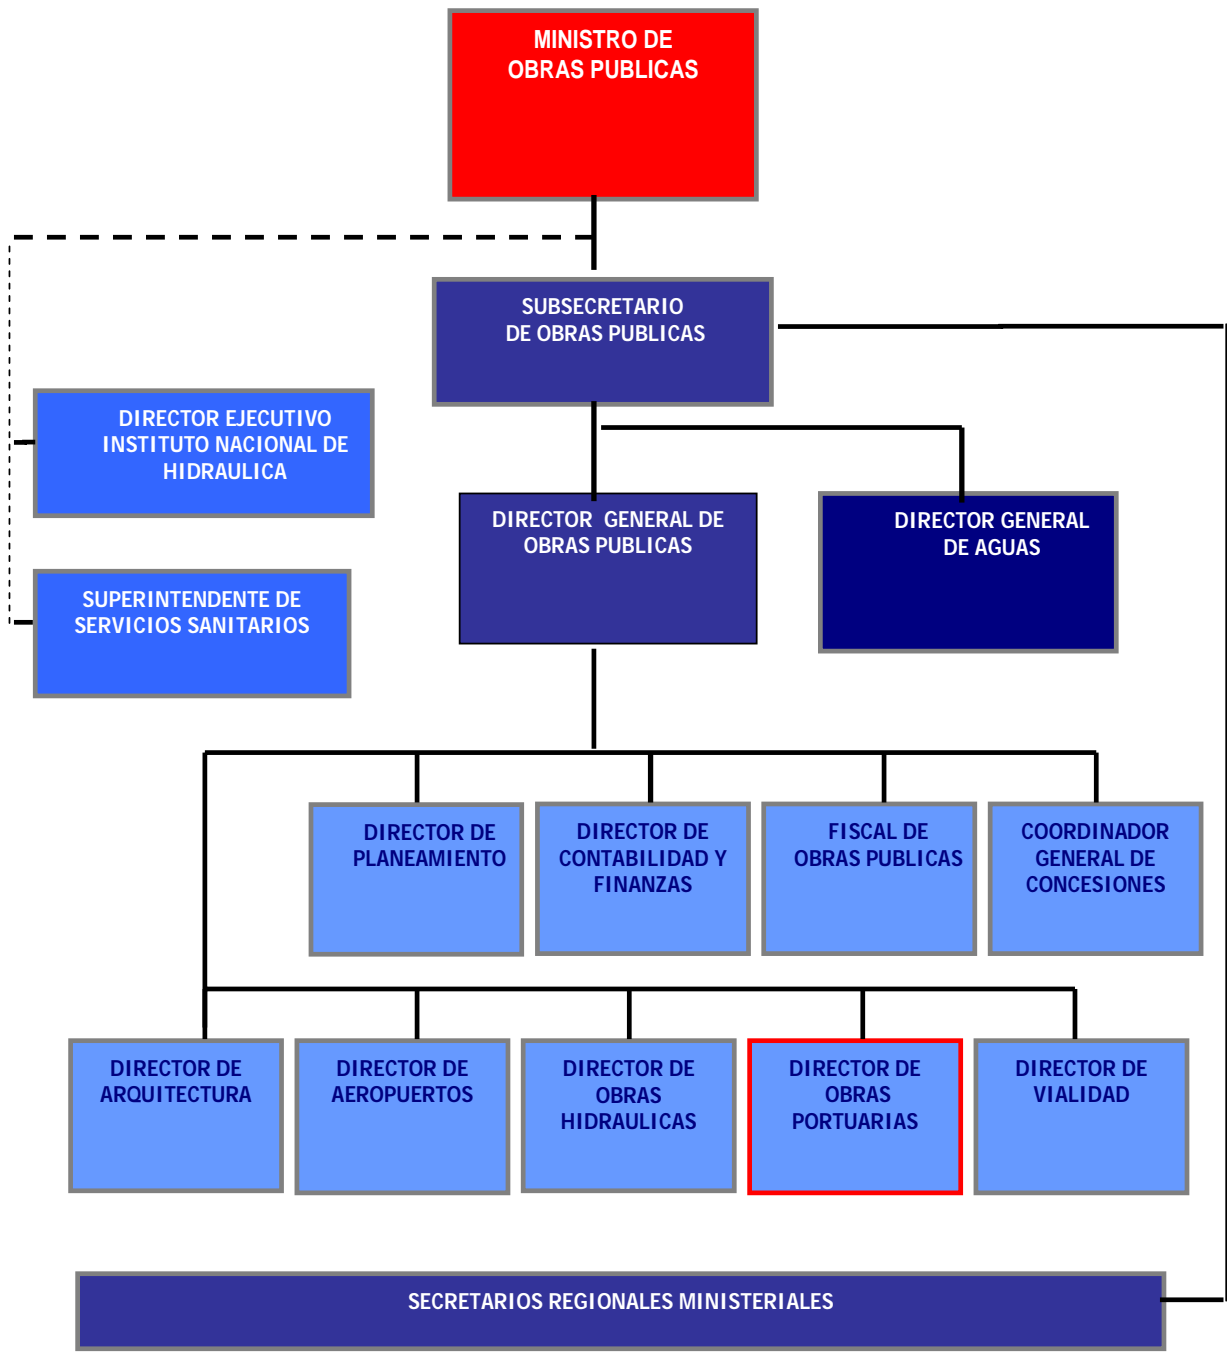 MINISTRO DE
OBRAS PUBLICAS
SUBSECRETARIO
DE OBRAS PUBLICAS
DIRECTOR EJECUTIVO
INSTITUTO NACIONAL DE
HIDRAULICA
DIRECTOR GENERAL DE
OBRAS PUBLICAS
DIRECTOR GENERAL
DE AGUAS
SUPERINTENDENTE DE
SERVICIOS SANITARIOS
DIRECTOR DE
PLANEAMIENTO
DIRECTOR DE
CONTABILIDAD Y
FINANZAS
FISCAL DE
OBRAS PUBLICAS
COORDINADOR
GENERAL DE
CONCESIONES
DIRECTOR DE
ARQUITECTURA
DIRECTOR DE
AEROPUERTOS
DIRECTOR DE
OBRAS
HIDRAULICAS
DIRECTOR DE
OBRAS
PORTUARIAS
DIRECTOR DE
VIALIDAD
SECRETARIOS REGIONALES MINISTERIALES